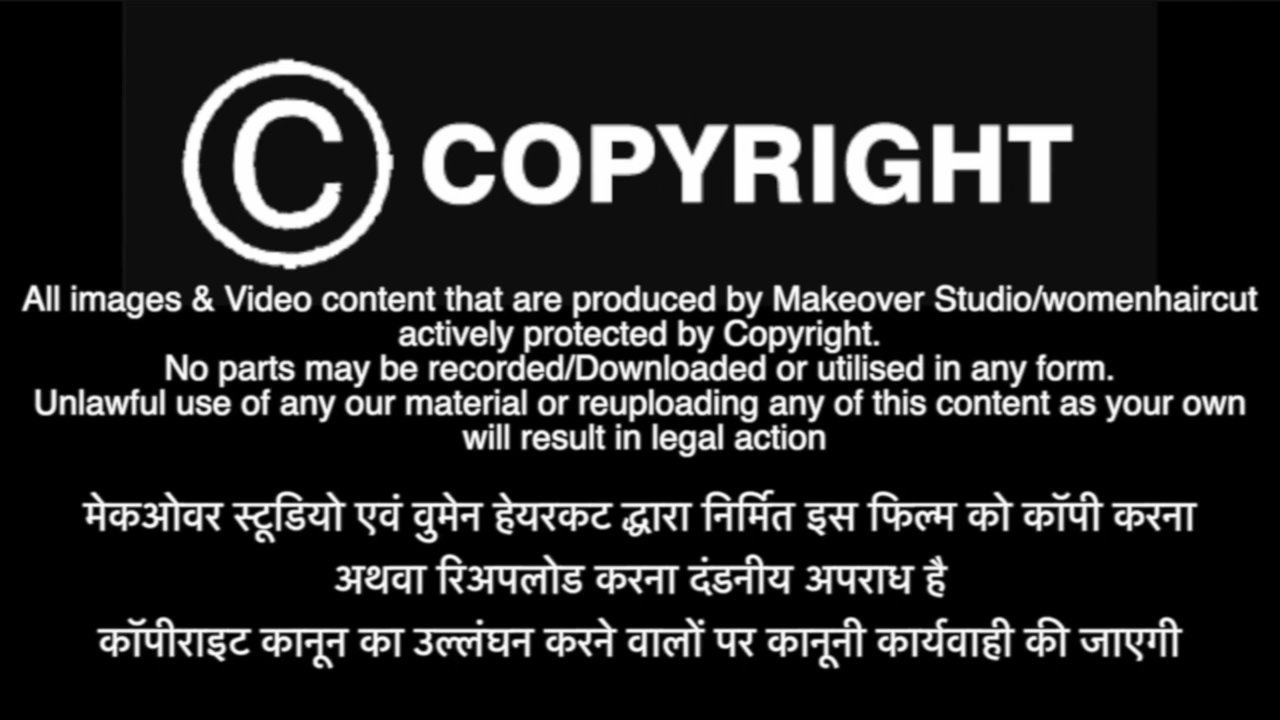 © COPYRIGHT
All images & Video content that are produced by Makeover Studio/womenhaircut
actively protected by Copyright.
No parts may be recorded/Downloaded or utilised in any form.
Unlawful use of any our material or reuploading any of this content as your own
will result in legal action
मेकओवर स्टूडियो एवं वुमेन हेयरकट द्धारा निर्मित इस फिल्म को कॉपी करना
अथवा रिअपलोड करना दंडनीय अपराध है
कॉपीराइट कानून का उल्लंघन करने वालों पर कानूनी कार्यवाही की जाएगी